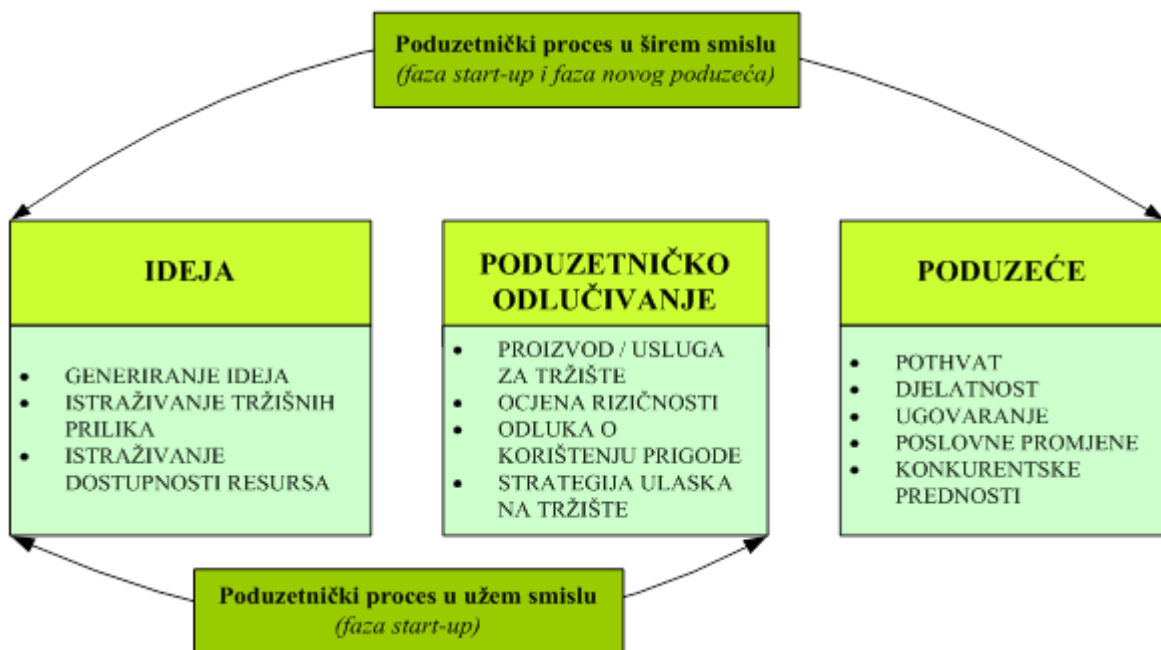 Poduzetnički proces u širem smislu
(faza start-up i faza novog poduzeća)
IDEJA
• GENERIRANJE IDEJA
• ISTRAŽIVANJE TRŽIŠNIH
PRILIKA
• ISTRAŽIVANJE
DOSTUPNOSTI RESURSA
PODUZETNIČKO
ODLUČIVANJE
• PROIZVOD / USLUGA
ZA TRŽIŠTE
• OCJENA RIZIČNOSTI
• ODLUKA O
KORIŠTENJU PRIGODE
• STRATEGIJA ULASKA
NA TRŽIŠTE
PODUZEĆE
• POTHVAT
• DJELATNOST
• UGOVARANJE
• POSLOVNE PROMJENE
• KONKURENTSKE
PREDNOSTI
Poduzetnički proces u užem smislu
(faza start-up)